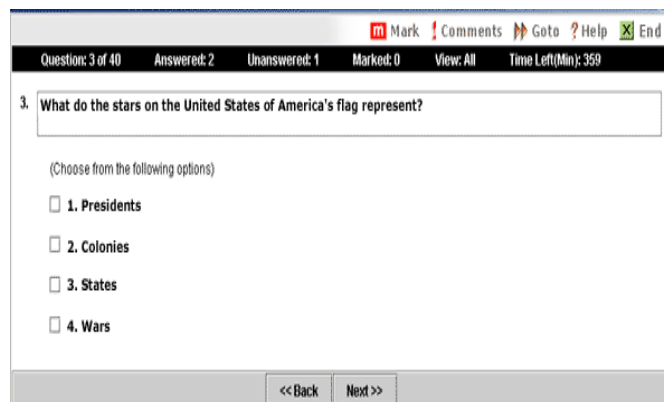 m Mark ! Comments Goto ? Help X End
Question: 3 of 40 Answered: 2 Unanswered: 1 Marked: 0 View: All Time Left(Min): 359
3. What do the stars on the United States of America's flag represent?
(Choose from the following options)
1. Presidents
2. Colonies
3. States
4. Wars
<< Back Next >>